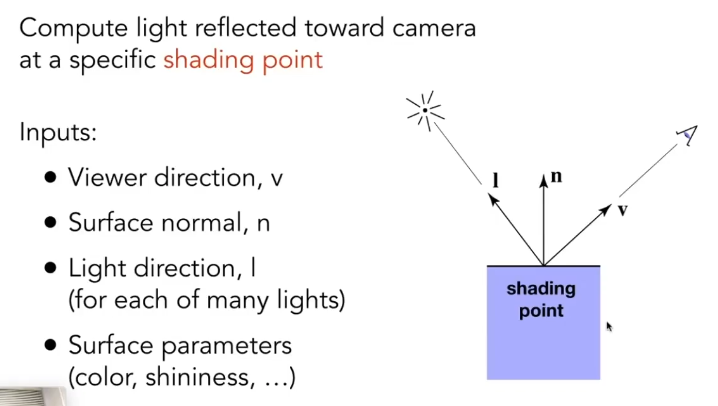 Compute light reflected toward camera
at a specific shading point
Inputs:
• Viewer direction, v
• Surface normal, n
• Light direction, l
(for each of many lights)
• Surface parameters
(color, shininess, …)
l
n
v
shading
point